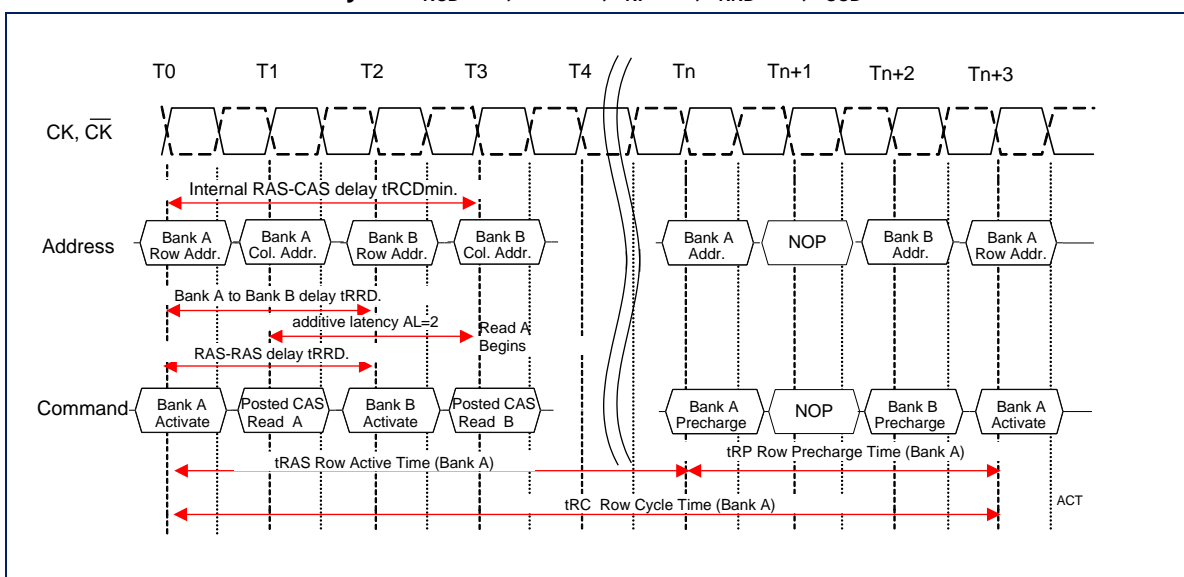 T0 T1 T2 T3 T4 Tn Tn+1 Tn+2 Tn+3
CK, CK
Internal RAS-CAS delay tRCDmin.
Address
Bank A Row Addr.
Bank A Col. Addr.
Bank B Row Addr.
Bank B Col. Addr.
Bank A Addr.
NOP
Bank B Addr.
Bank A Row Addr.
Bank A to Bank B delay tRRD.
additive latency AL=2
Read A Begins
RAS-RAS delay tRRD.
Command
Bank A Activate
Posted CAS Read A
Bank B Activate
Posted CAS Read B
Bank A Precharge
NOP
Bank B Precharge
Bank A Activate
tRAS Row Active Time (Bank A)
tRP Row Precharge Time (Bank A)
tRC Row Cycle Time (Bank A)
ACT